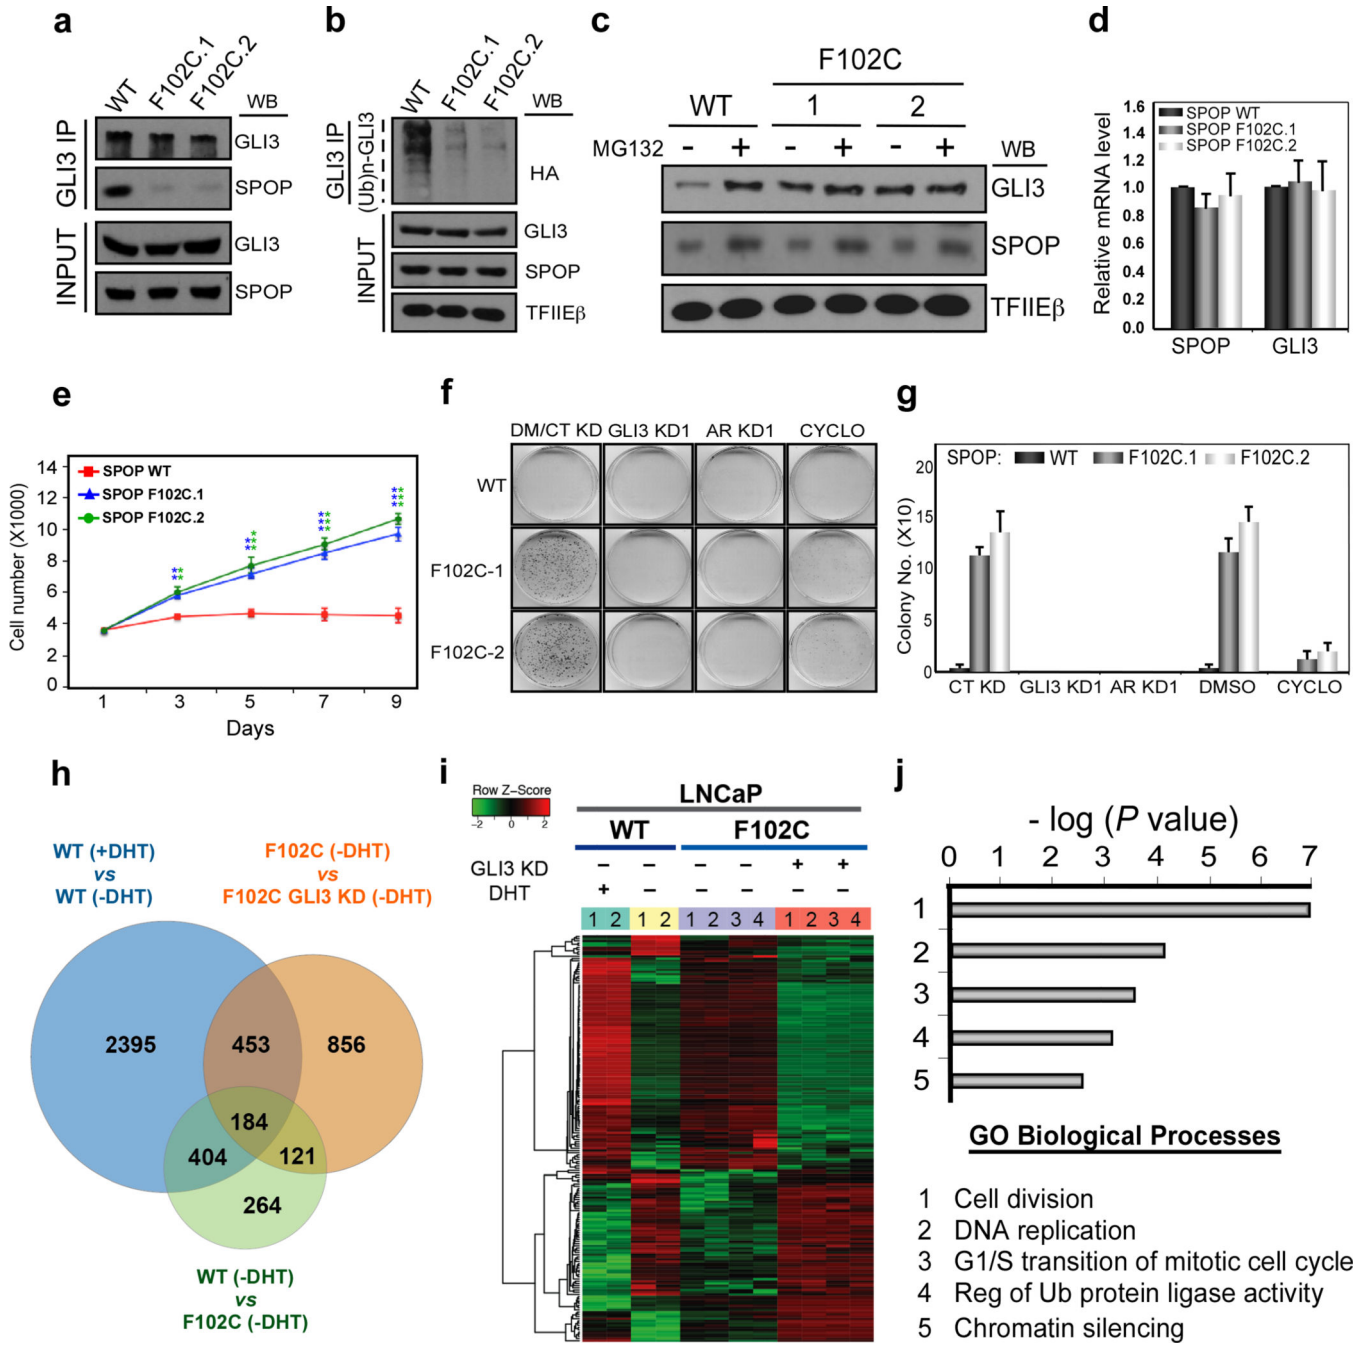 a
WT
F102C.1
F102C.2
WB
GLI3 IP
GLI3
SPOP
INPUT
GLI3
SPOP
b
WT
F102C.1
F102C.2
WB
GLI3 IP
(Ub)n-GLI3
HA
INPUT
GLI3
SPOP
TFIIEβ
c
F102C
WT 1 2
MG132 - + - + - + WB
GLI3
SPOP
TFIIEβ
d
Relative mRNA level
1.6
1.4
1.2
1.0
0.8
0.6
0.4
0.2
0.0
SPOP WT
SPOP F102C.1
SPOP F102C.2
SPOP GLI3
e
Cell number (X1000)
14
12
10
8
6
4
2
0
SPOP WT
SPOP F102C.1
SPOP F102C.2
1 3 5 7 9
Days
f
DM/CT KD GLI3 KD1 AR KD1 CYCLO
WT
F102C-1
F102C-2
g
Colony No. (X10)
20
15
10
5
0
SPOP: WT F102C.1 F102C.2
CT KD GLI3 KD1 AR KD1 DMSO CYCLO
h
WT (+DHT)
vs
WT (-DHT)
F102C (-DHT)
vs
F102C GLI3 KD (-DHT)
2395 453 856
184
404 121
264
WT (-DHT)
vs
F102C (-DHT)
i
Row Z-Score
-2 0 2
LNCaP
WT F102C
GLI3 KD – – – – + +
DHT + – – – – –
1 2 1 2 1 2 3 4 1 2 3 4
j
- log (P value)
0 1 2 3 4 5 6 7
1
2
3
4
5
GO Biological Processes
1 Cell division
2 DNA replication
3 G1/S transition of mitotic cell cycle
4 Reg of Ub protein ligase activity
5 Chromatin silencing